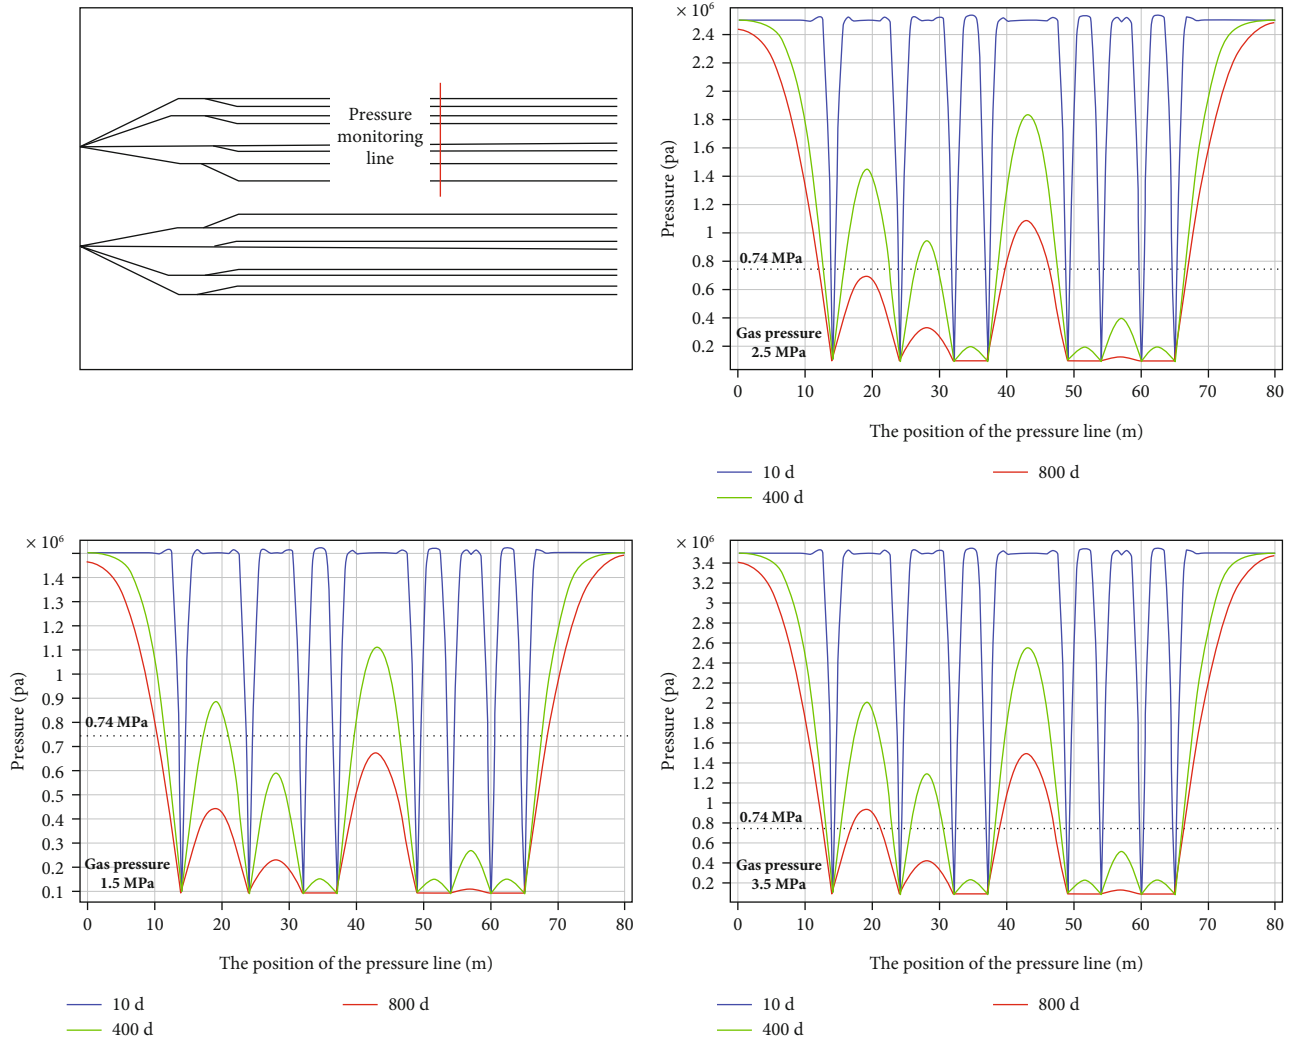 Pressure
monitoring
line
× 10⁶
2.4
2.2
2
1.8
1.6
1.4
1.2
1
0.8
0.6
0.4
0.2
Pressure (pa)
0.74 MPa
Gas pressure
2.5 MPa
0 10 20 30 40 50 60 70 80
The position of the pressure line (m)
10 d
400 d
800 d
× 10⁶
1.4
1.3
1.2
1.1
1
0.9
0.8
0.7
0.6
0.5
0.4
0.3
0.2
0.1
Pressure (pa)
0.74 MPa
Gas pressure
1.5 MPa
0 10 20 30 40 50 60 70 80
The position of the pressure line (m)
10 d
400 d
800 d
× 10⁶
3.4
3.2
3
2.8
2.6
2.4
2.2
2
1.8
1.6
1.4
1.2
1
0.8
0.6
0.4
0.2
Pressure (pa)
0.74 MPa
Gas pressure
3.5 MPa
0 10 20 30 40 50 60 70 80
The position of the pressure line (m)
10 d
400 d
800 d